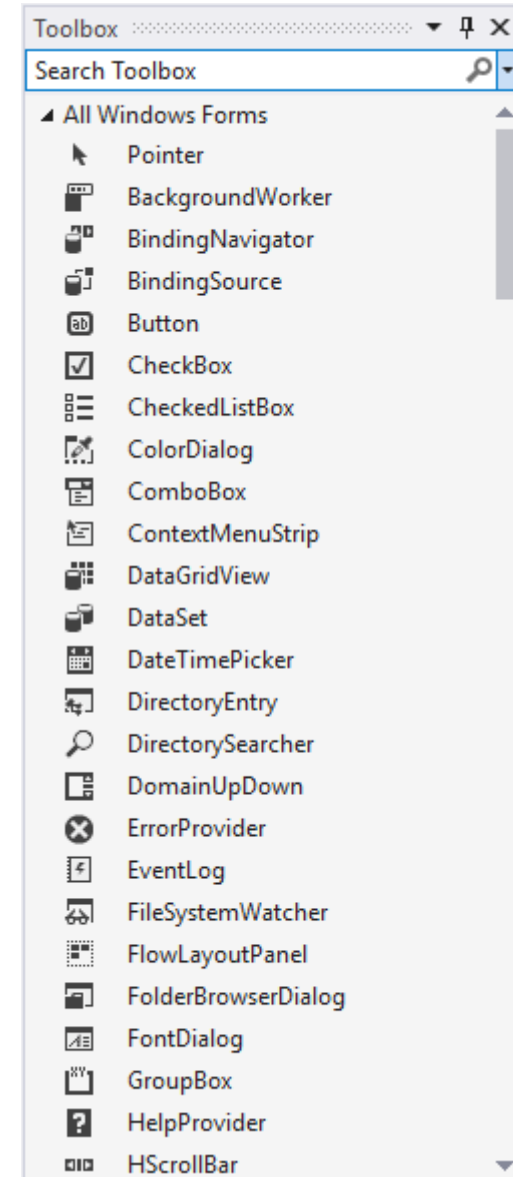 Toolbox
Search Toolbox
All Windows Forms
Pointer
BackgroundWorker
BindingNavigator
BindingSource
Button
CheckBox
CheckedListBox
ColorDialog
ComboBox
ContextMenuStrip
DataGridView
DataSet
DateTimePicker
DirectoryEntry
DirectorySearcher
DomainUpDown
ErrorProvider
EventLog
FileSystemWatcher
FlowLayoutPanel
FolderBrowserDialog
FontDialog
GroupBox
HelpProvider
HScrollBar